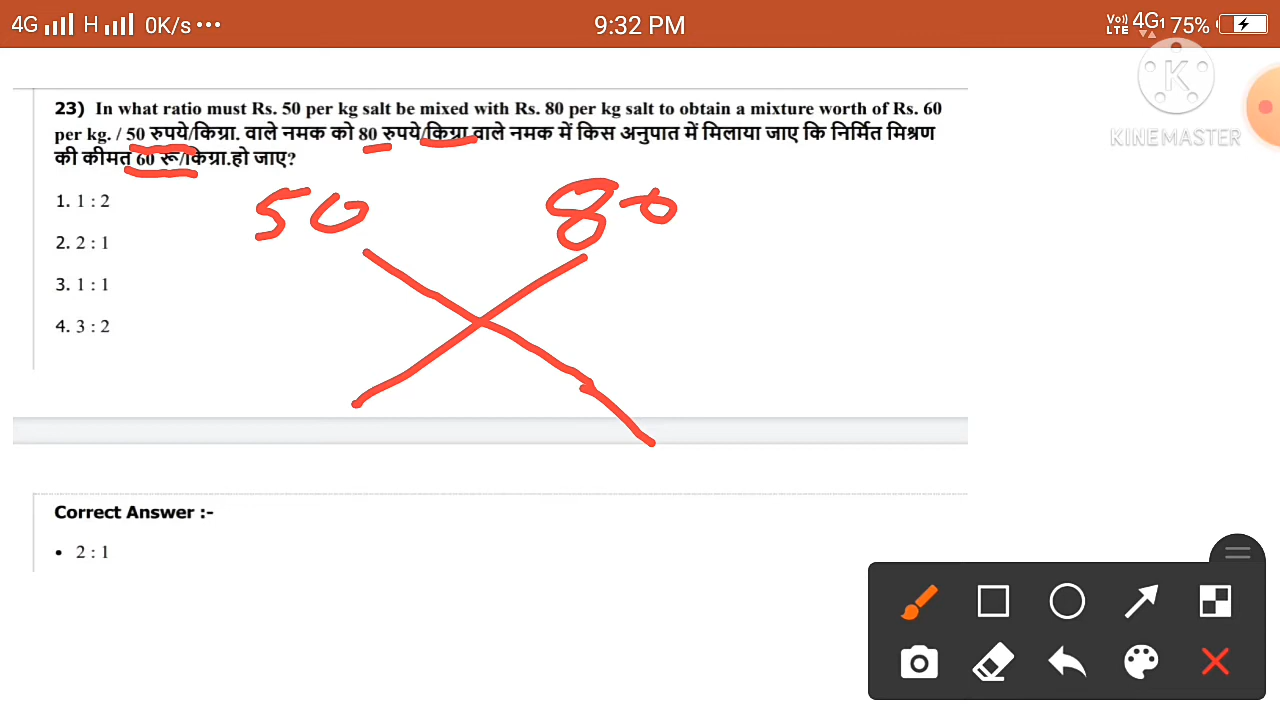 4G H 0K/s ••• 9:32 PM Vo)) LTE 4G1 75%
KINEMASTER
23) In what ratio must Rs. 50 per kg salt be mixed with Rs. 80 per kg salt to obtain a mixture worth of Rs. 60
per kg. / 50 रुपये/किग्रा. वाले नमक को 80 रुपये/किग्रा वाले नमक में किस अनुपात में मिलाया जाए कि निर्मित मिश्रण
की कीमत 60 रू/किग्रा.हो जाए?
1. 1 : 2
50 80
2. 2 : 1
3. 1 : 1
4. 3 : 2
Correct Answer :-
• 2 : 1